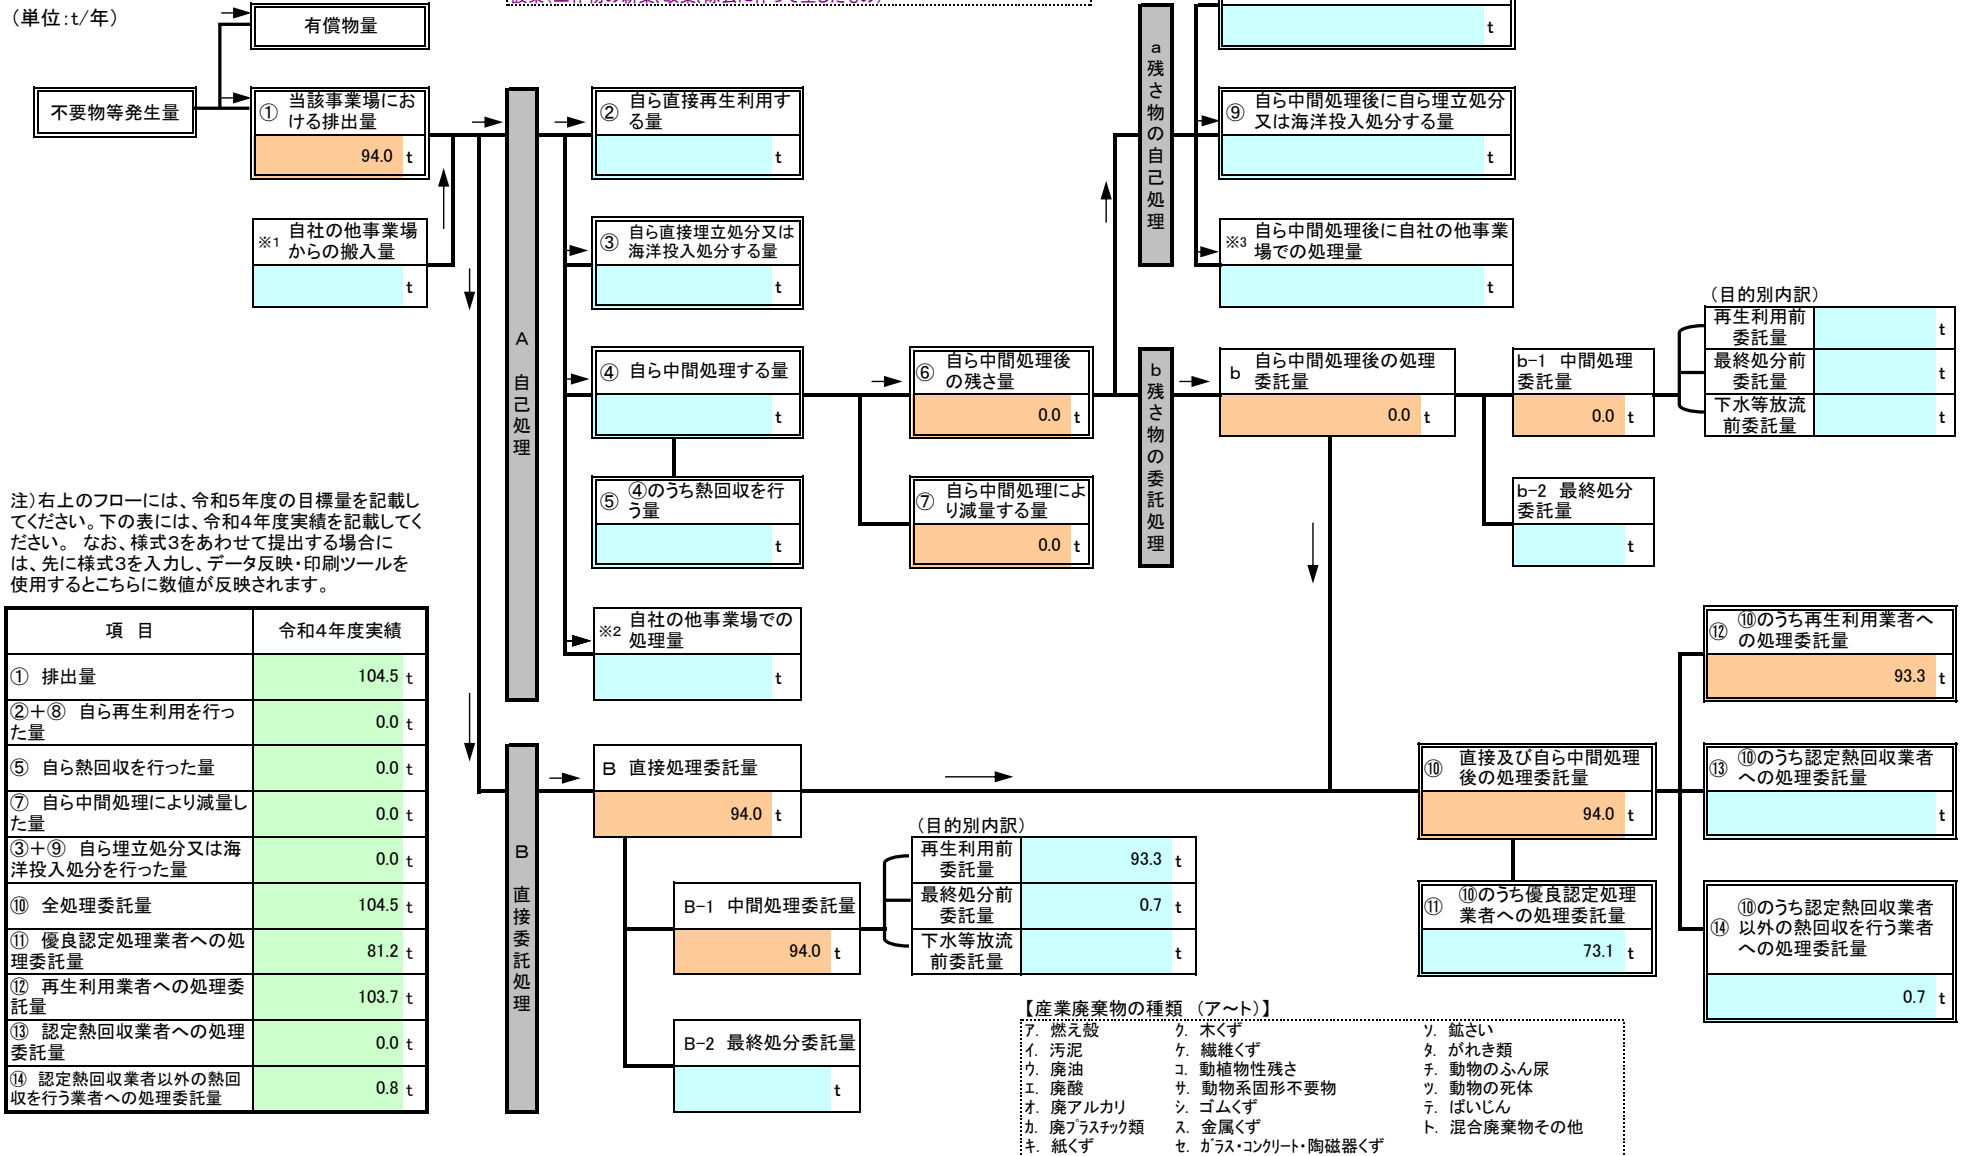 (単位:t/年)
有償物量
t
不要物等発生量
① 当該事業場にお
ける排出量
94.0 t
※1 自社の他事業場
からの搬入量
t
A 自己処理
② 自ら直接再生利用す
る量
t
③ 自ら直接埋立処分又は
海洋投入処分する量
t
④ 自ら中間処理する量
t
⑤ ④のうち熱回収を行
う量
t
※2 自社の他事業場での
処理量
t
⑥ 自ら中間処理後
の残さ量
0.0 t
⑦ 自ら中間処理によ
り減量する量
0.0 t
a残さ物の自己処理
⑨ 自ら中間処理後に自ら埋立処分
又は海洋投入処分する量
t
※3 自ら中間処理後に自社の他事業
場での処理量
t
b残さ物の委託処理
b 自ら中間処理後の処理
委託量
0.0 t
b-1 中間処理
委託量
0.0 t
(目的別内訳)
再生利用前
委託量
t
最終処分前
委託量
t
下水等放流
前委託量
t
b-2 最終処分
委託量
t
注)右上のフローには、令和5年度の目標量を記載し
てください。下の表には、令和4年度実績を記載してく
ださい。 なお、様式3をあわせて提出する場合に
は、先に様式3を入力し、データ反映・印刷ツールを
使用するとこちらに数値が反映されます。
項 目 令和4年度実績
① 排出量 104.5 t
②+⑧ 自ら再生利用を行っ
た量 0.0 t
⑤ 自ら熱回収を行った量 0.0 t
⑦ 自ら中間処理により減量し
た量 0.0 t
③+⑨ 自ら埋立処分又は海
洋投入処分を行った量 0.0 t
⑩ 全処理委託量 104.5 t
⑪ 優良認定処理業者への処
理委託量 81.2 t
⑫ 再生利用業者への処理委
託量 103.7 t
⑬ 認定熱回収業者への処理
委託量 0.0 t
⑭ 認定熱回収業者以外の熱回
収を行う業者への処理委託量 0.8 t
B 直接委託処理
B 直接処理委託量
94.0 t
B-1 中間処理委託量
94.0 t
(目的別内訳)
再生利用前
委託量
93.3 t
最終処分前
委託量
0.7 t
下水等放流
前委託量
t
B-2 最終処分委託量
t
⑩ 直接及び自ら中間処理
後の処理委託量
94.0 t
⑪ ⑩のうち優良認定処理
業者への処理委託量
73.1 t
⑫ ⑩のうち再生利用業者へ
の処理委託量
93.3 t
⑬ ⑩のうち認定熱回収業者
への処理委託量
t
⑭ ⑩のうち認定熱回収業者
以外の熱回収を行う業者
への処理委託量
0.7 t
【産業廃棄物の種類 (ア～ト)】
ア. 燃え殻 ク. 木くず ソ. 鉱さい
イ. 汚泥 ケ. 繊維くず タ. がれき類
ウ. 廃油 コ. 動植物性残さ チ. 動物のふん尿
エ. 廃酸 サ. 動物系固形不要物 ツ. 動物の死体
オ. 廃アルカリ シ. ゴムくず テ. ばいじん
カ. 廃プラスチック類 ス. 金属くず ト. 混合廃棄物その他
キ. 紙くず セ. ガラス・コンクリート・陶磁器くず